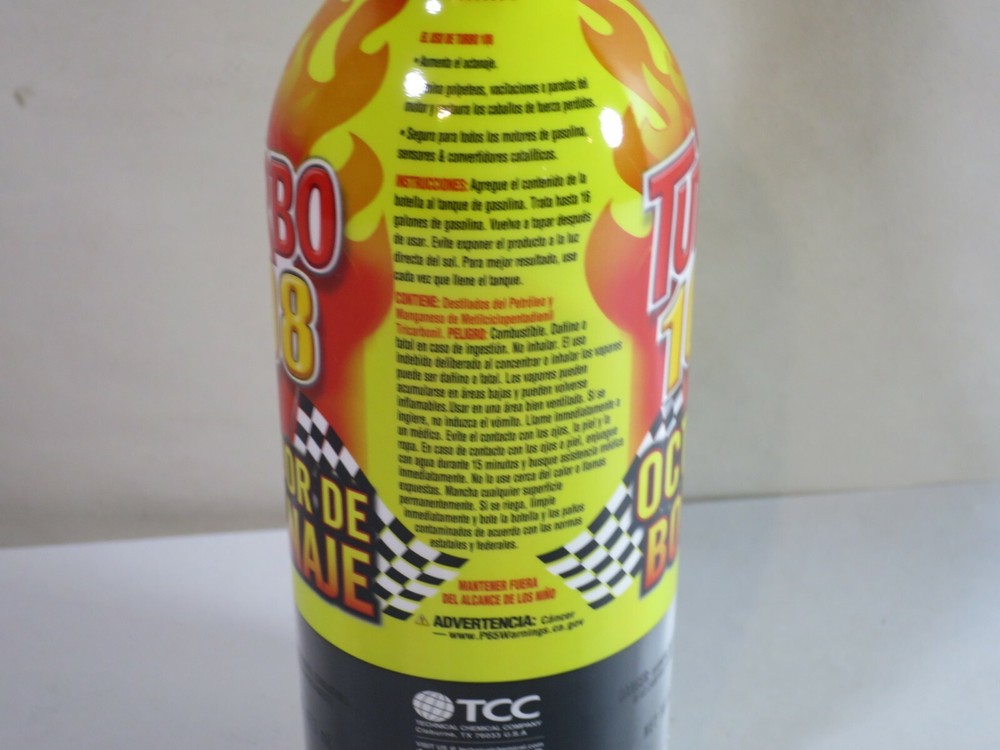 EL USO DE TURBO 108
• Aumenta el octanaje.
golpeteos, vacilaciones o paradas del
motor y los caballos de fuerza perdidos.
• Seguro para todos los motores de gasolina,
sensores & convertidores catalíticos.
INSTRUCCIONES: Agregue el contenido de la
botella al tanque de gasolina. Trata hasta 16
galones de gasolina. Vuelva a tapar después
de usar. Evite exponer el producto a la luz
directa del sol. Para mejor resultado, use
cada vez que llene el tanque.
CONTIENE: Destilados del Petróleo y
Manganeso de Metilciclopentadienil
Tricarbonil. PELIGRO: Combustible. Dañino o
fatal en caso de ingestión. No inhalar. El uso
indebido deliberado al concentrar o inhalar los vapores
puede ser dañino o fatal. Los vapores pueden
acumularse en áreas bajas y pueden volverse
inflamables. Usar en una área bien ventilada. Si se
ingiere, no induzca el vómito. Llame inmediatamente a
un médico. Evite el contacto con los ojos, la piel y la
ropa. En caso de contacto con los ojos o piel, enjuague
con agua durante 15 minutos y busque asistencia médica
inmediatamente. No lo use cerca del calor o llamas
expuestas. Mancha cualquier superficie
permanentemente. Si se riega, limpie
inmediatamente y bote la botella y los paños
contaminados de acuerdo con las normas
estatales y federales.
MANTENER FUERA
DEL ALCANCE DE LOS NIÑO
⚠ ADVERTENCIA: Cáncer
— www.P65Warnings.ca.gov
TCC
TECHNICAL CHEMICAL COMPANY
Cleburne, TX 76033 U.S.A
BO
08
OR DE
NAJE
TU
10
OC
BO